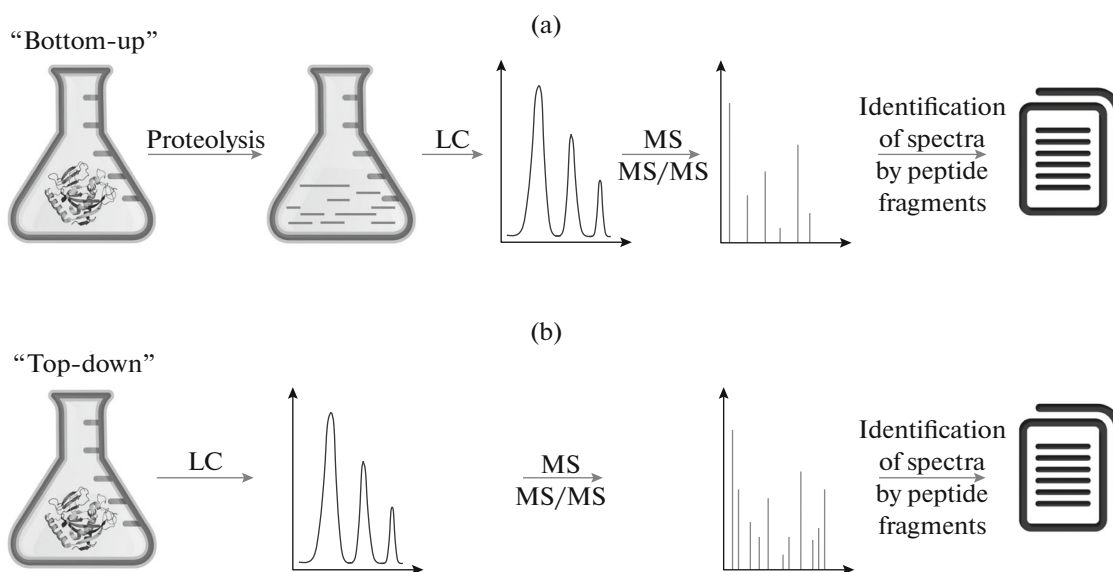 (a)
“Bottom-up”
Proteolysis
LC
MS
MS/MS
Identification
of spectra
by peptide
fragments
(b)
“Top-down”
LC
MS
MS/MS
Identification
of spectra
by peptide
fragments